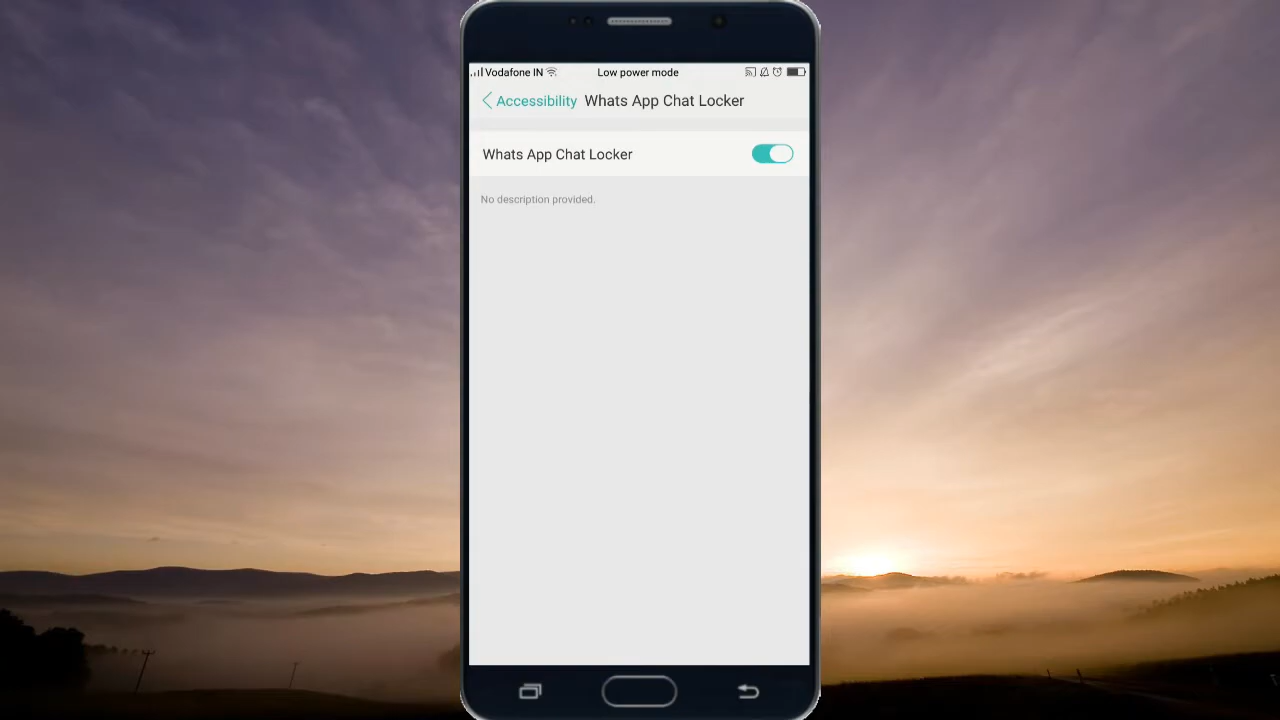 Vodafone IN Low power mode
Accessibility Whats App Chat Locker
Whats App Chat Locker
No description provided.